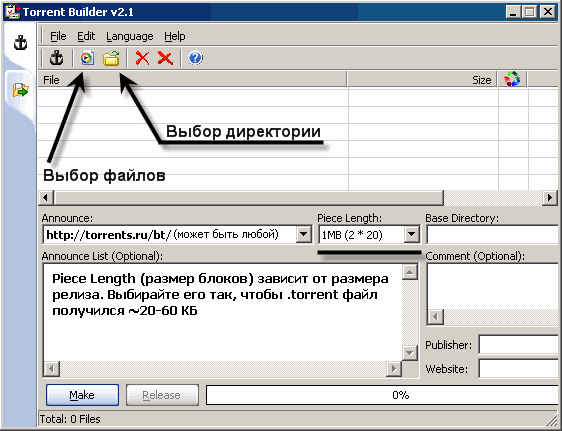 Torrent Builder v2.1
File Edit Language Help
File Size
Выбор директории
Выбор файлов
Announce: Piece Length: Base Directory:
http://torrents.ru/bt/ (может быть любой) 1MB (2 * 20)
Announce List (Optional): Comment (Optional):
Piece Length (размер блоков) зависит от размера
релиза. Выбирайте его так, чтобы .torrent файл
получился ~20-60 КБ
Publisher:
Website:
Make Release 0%
Total: 0 Files